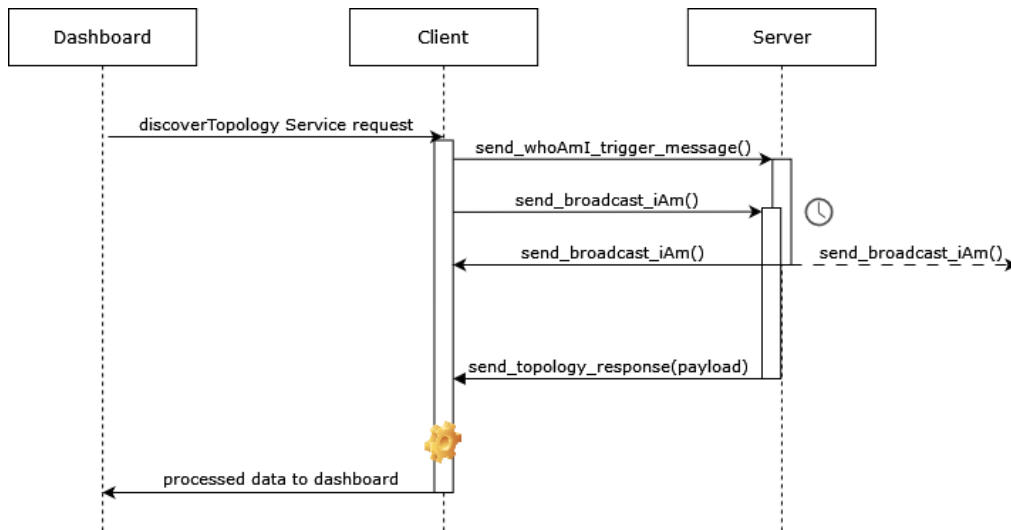 Dashboard
Client
Server
discoverTopology Service request
send_whoAmI_trigger_message()
send_broadcast_iAm()
send_broadcast_iAm()
send_broadcast_iAm()
send_topology_response(payload)
processed data to dashboard